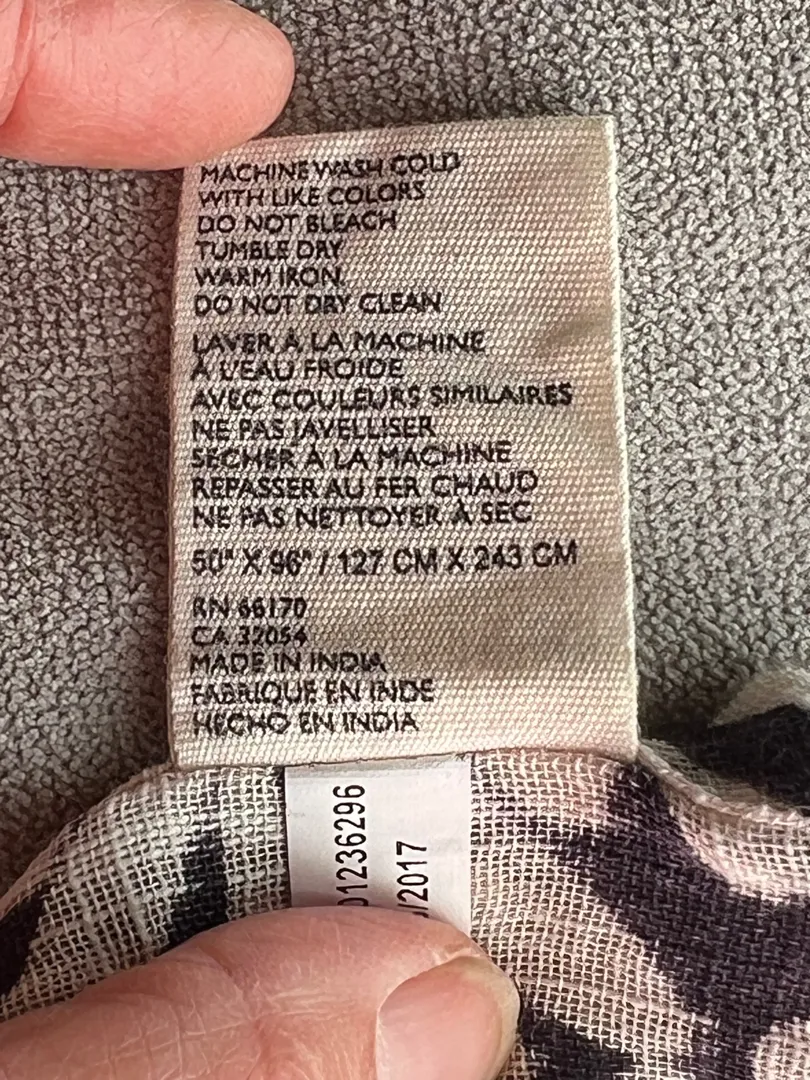 MACHINE WASH COLD
WITH LIKE COLORS
DO NOT BLEACH
TUMBLE DRY
WARM IRON.
DO NOT DRY CLEAN
LAVER À LA MACHINE
À L'EAU FROIDE
AVEC COULEURS SIMILAIRES
NE PAS JAVELLISER
SÉCHER À LA MACHINE
REPASSER AU FER CHAUD
NE PAS NETTOYER À SEC
50" X 96" / 127 CM X 243 CM
RN 66170
CA 32054
MADE IN INDIA
FABRIQUE EN INDE
HECHO EN INDIA
01236296
/2017